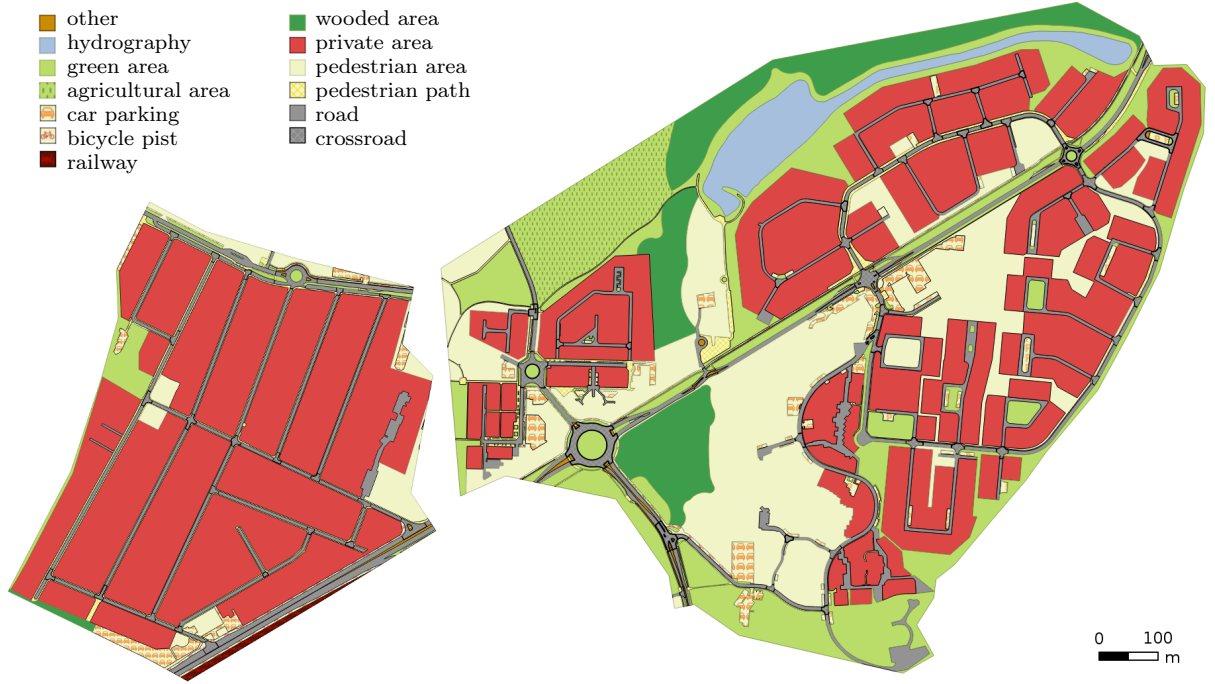 other
hydrography
green area
agricultural area
car parking
bicycle pist
railway
wooded area
private area
pedestrian area
pedestrian path
road
crossroad
0 100
m